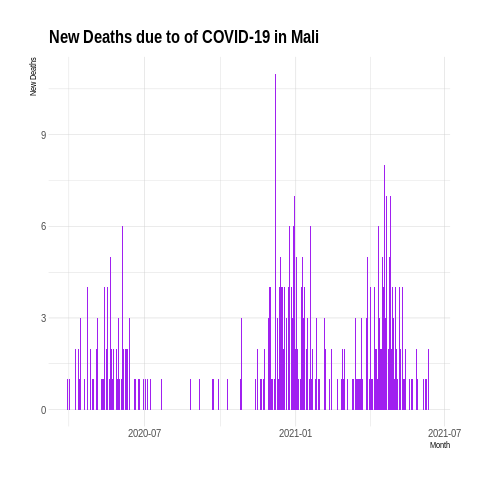 New Deaths due to of COVID-19 in Mali
New Deaths
9
6
3
0
2020-07 2021-01 2021-07
Month